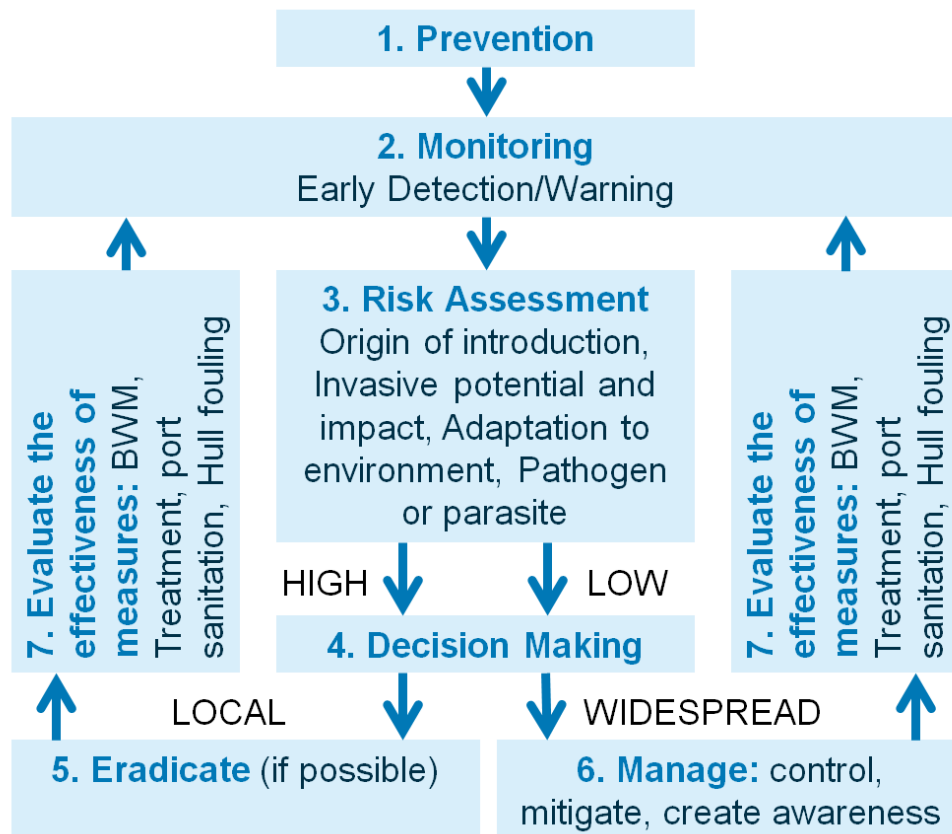 1. Prevention
2. Monitoring
Early Detection/Warning
3. Risk Assessment
Origin of introduction,
Invasive potential and
impact, Adaptation to
environment, Pathogen
or parasite
7. Evaluate the
effectiveness of
measures: BWM,
Treatment, port
sanitation, Hull fouling
7. Evaluate the
effectiveness of
measures: BWM,
Treatment, port
sanitation, Hull fouling
HIGH
LOW
4. Decision Making
LOCAL
WIDESPREAD
5. Eradicate (if possible)
6. Manage: control,
mitigate, create awareness